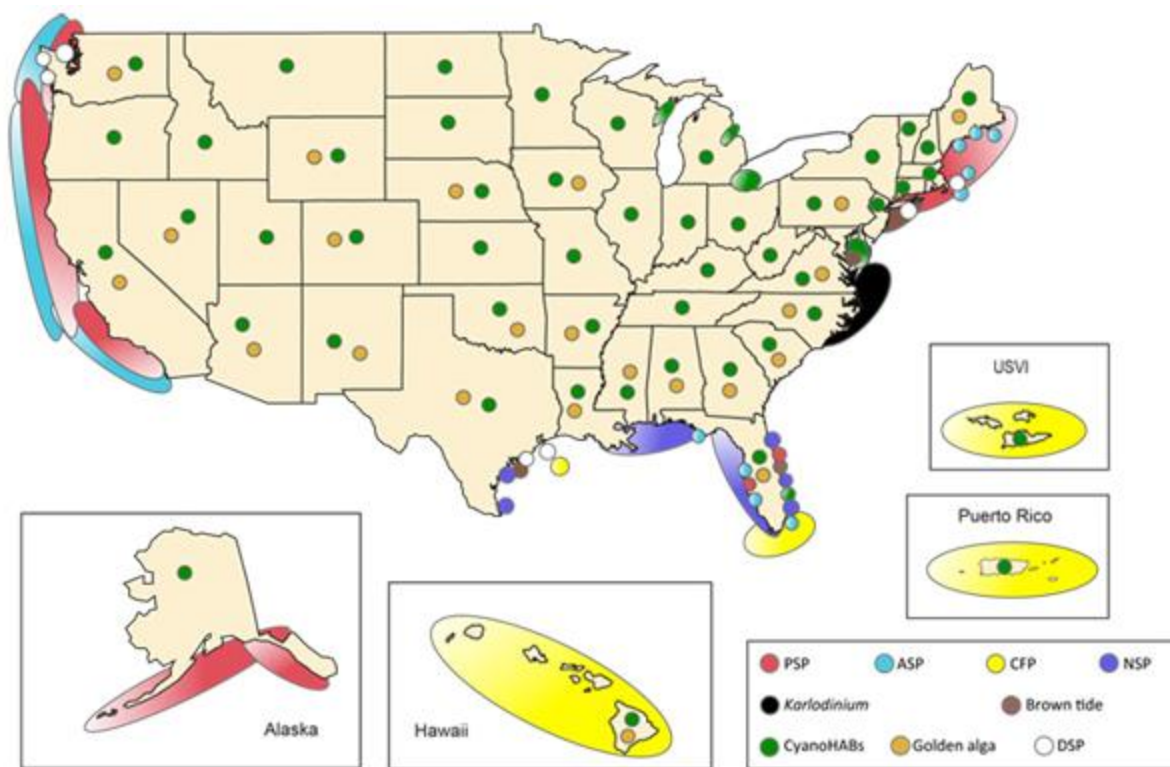 USVI
Puerto Rico
Alaska
Hawaii
PSP ASP CFP NSP
Karlodinium Brown tide
CyanoHABs Golden alga DSP